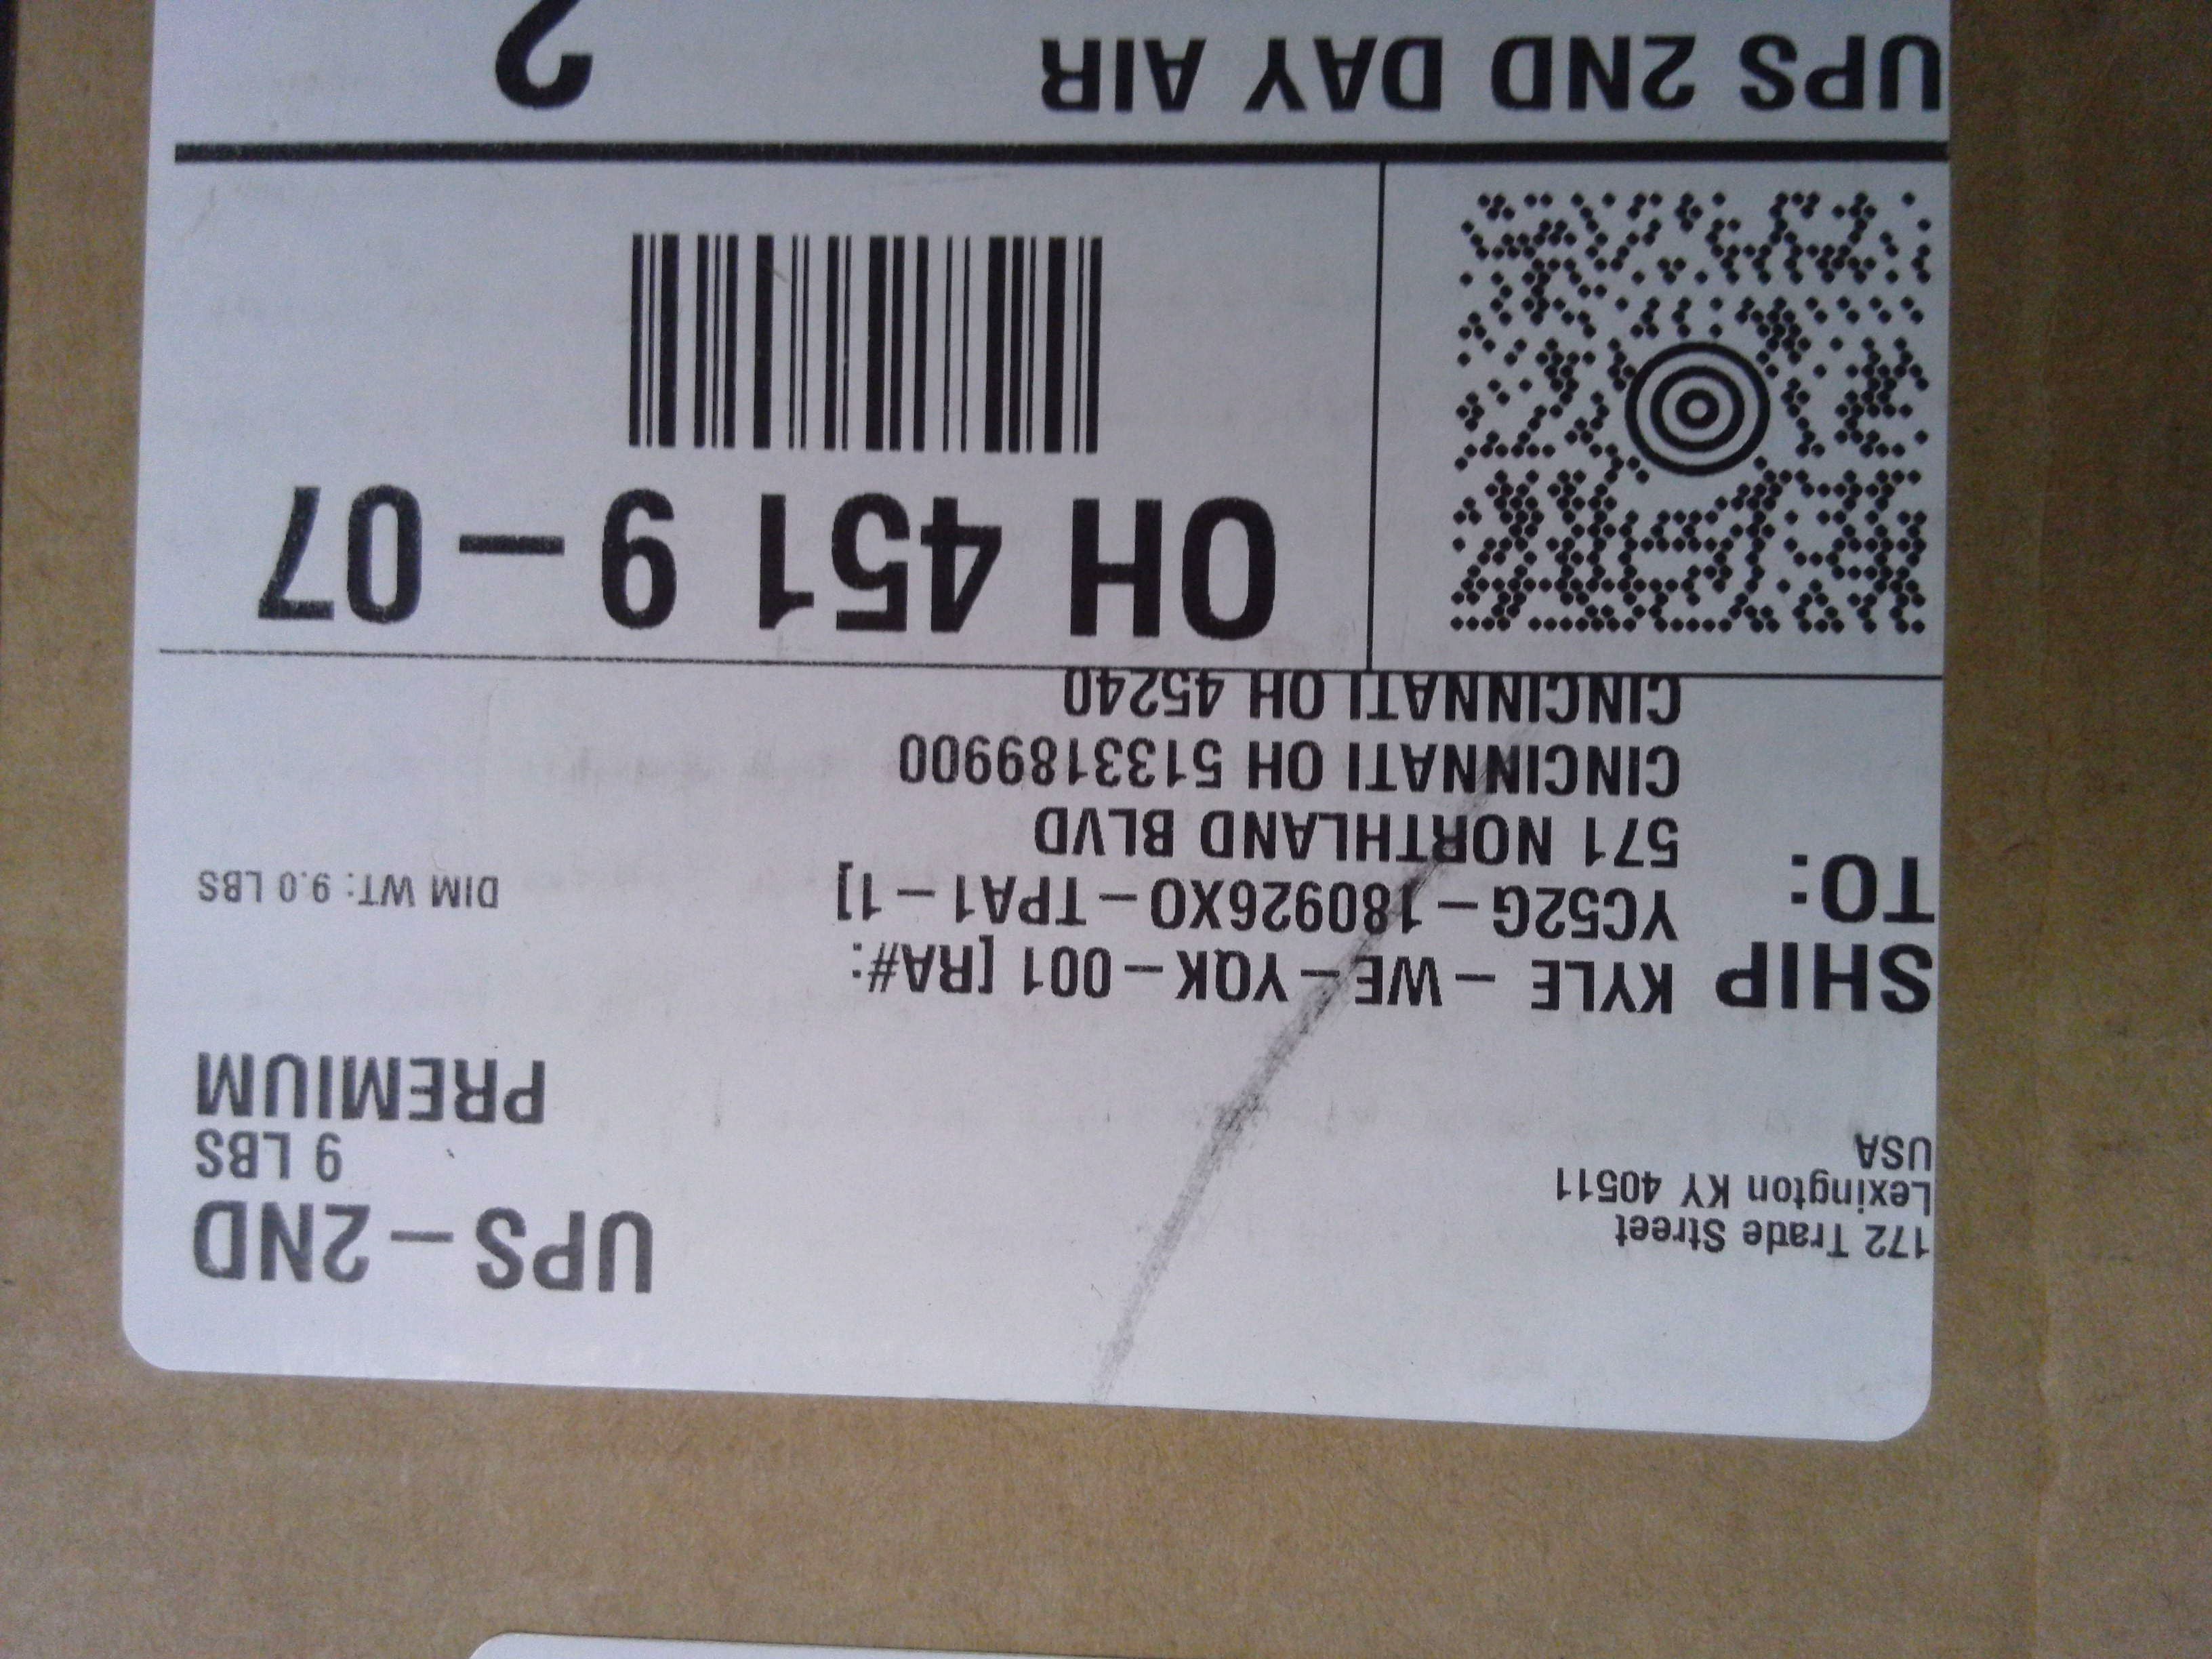 172 Trade Street
Lexington KY 40511
USA
UPS-2ND
9 LBS
PREMIUM
SHIP TO:
KYLE - WE-YQK-001 [RA#:
YC52G-180926XO-TPA1-1]
571 NORTHLAND BLVD
CINCINNATI OH 5133189900
CINCINNATI OH 45240
DIM WT: 9.0 LBS
OH 451 9-07
UPS 2ND DAY AIR
2